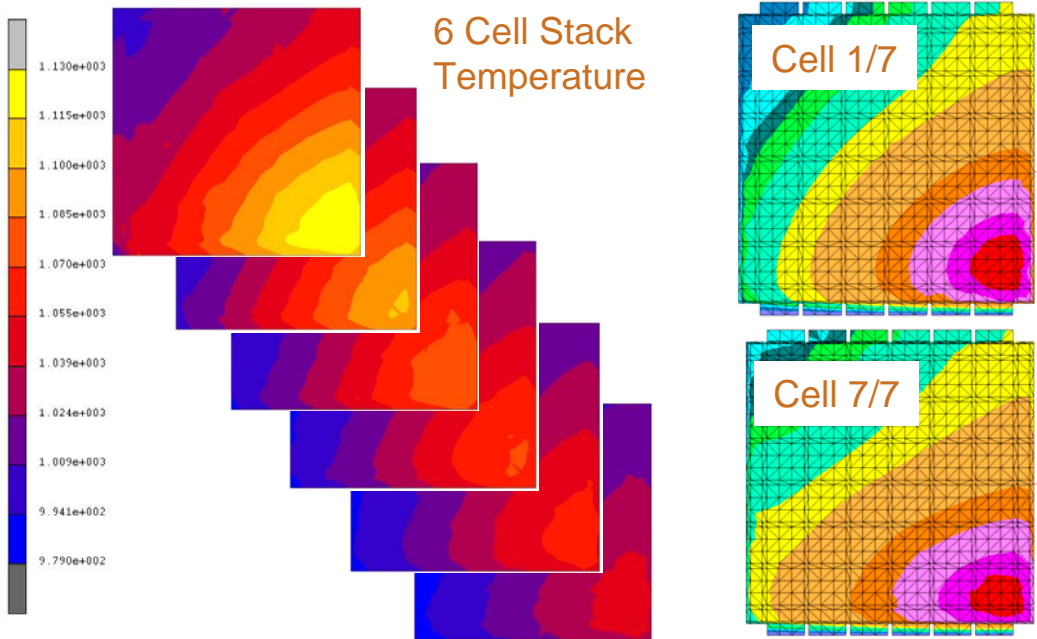 6 Cell Stack
Temperature
1.130e+003
1.115e+003
1.100e+003
1.085e+003
1.070e+003
1.055e+003
1.039e+003
1.024e+003
1.009e+003
9.941e+002
9.790e+002
Cell 1/7
Cell 7/7